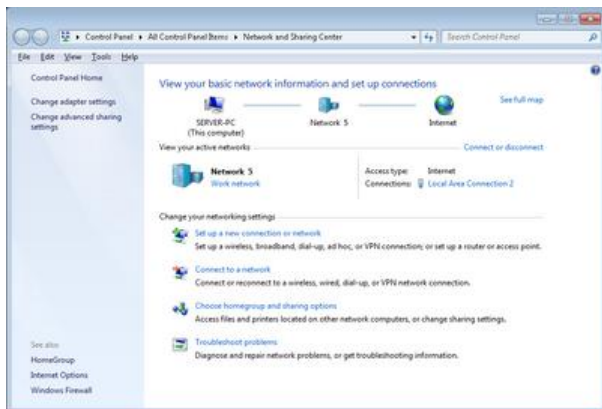 Control Panel ▸ All Control Panel Items ▸ Network and Sharing Center
Search Control Panel
File Edit View Tools Help
Control Panel Home
Change adapter settings
Change advanced sharing
settings
See also
HomeGroup
Internet Options
Windows Firewall
View your basic network information and set up connections
See full map
SERVER-PC
(This computer)
Network 5
Internet
View your active networks
Connect or disconnect
Network 5
Work network
Access type: Internet
Connections: Local Area Connection 2
Change your networking settings
Set up a new connection or network
Set up a wireless, broadband, dial-up, ad hoc, or VPN connection; or set up a router or access point.
Connect to a network
Connect or reconnect to a wireless, wired, dial-up, or VPN network connection.
Choose homegroup and sharing options
Access files and printers located on other network computers, or change sharing settings.
Troubleshoot problems
Diagnose and repair network problems, or get troubleshooting information.